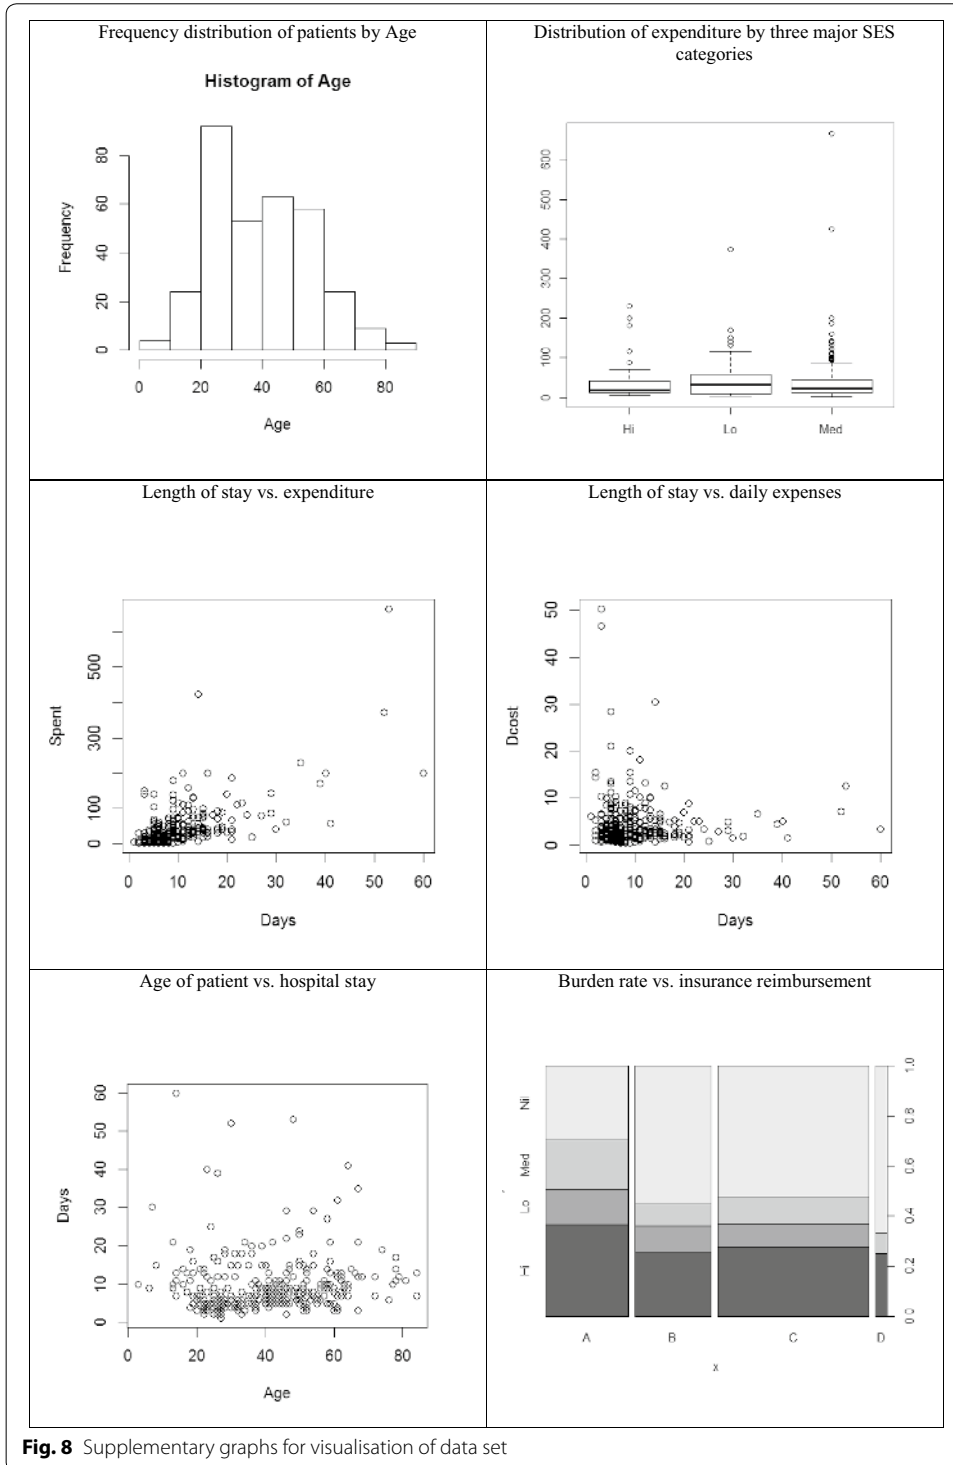 Frequency distribution of patients by Age
Histogram of Age
Frequency
0 20 40 60 80
0 20 40 60 80
Age
Distribution of expenditure by three major SES
categories
0 100 200 300 400 500 600
Hi Lo Med
Length of stay vs. expenditure
Spent
0 100 300 500
0 10 20 30 40 50 60
Days
Length of stay vs. daily expenses
Dcost
0 10 20 30 40 50
0 10 20 30 40 50 60
Days
Age of patient vs. hospital stay
Days
0 10 20 30 40 50 60
0 20 40 60 80
Age
Burden rate vs. insurance reimbursement
Hi Lo Med Nil
0.0 0.2 0.4 0.6 0.8 1.0
A B C D
x
Fig. 8 Supplementary graphs for visualisation of data set